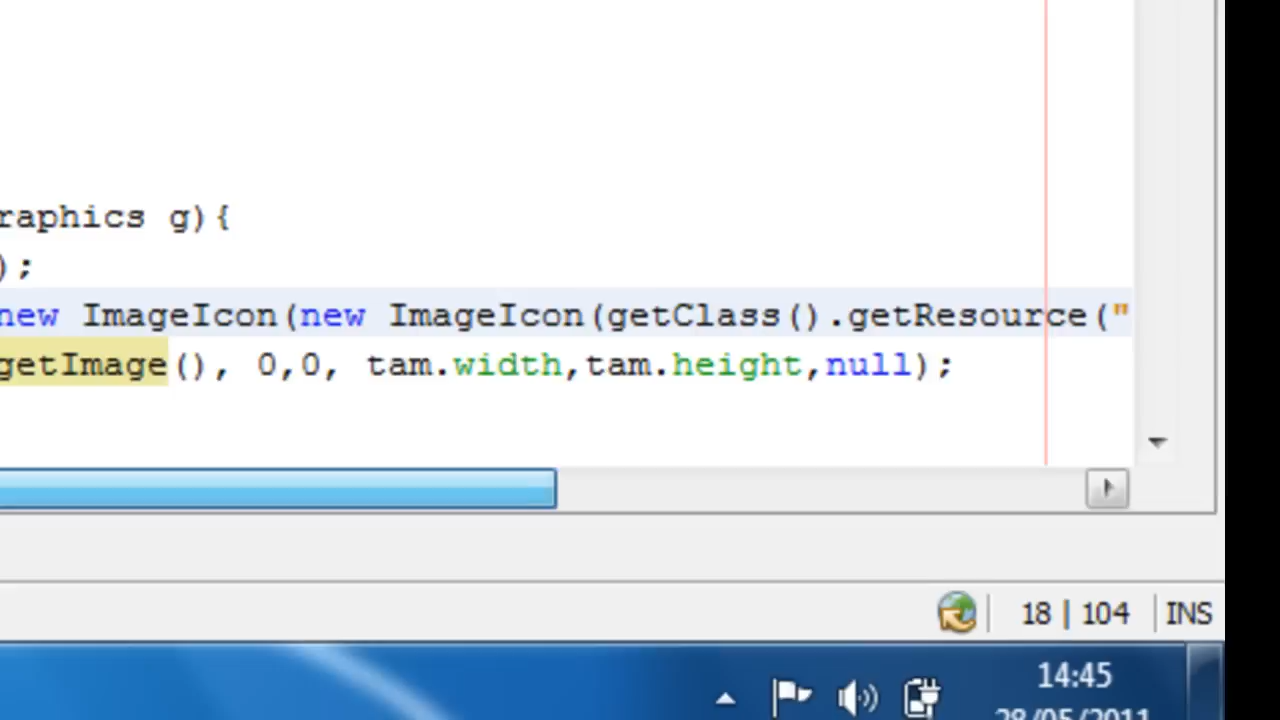 raphics g){
);
new ImageIcon(new ImageIcon(getClass().getResource("
getImage(), 0,0, tam.width,tam.height,null);
18 | 104 INS
14:45
28/05/2011